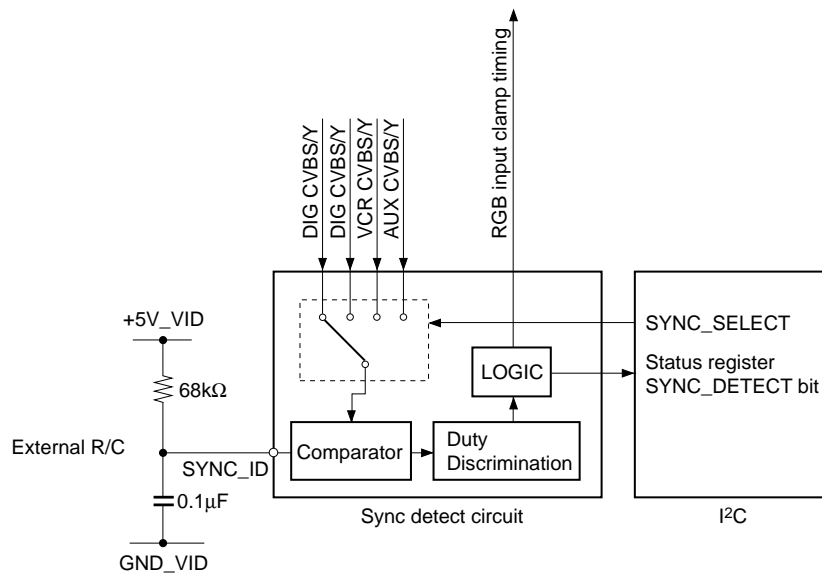 RGB input clamp timing
DIG CVBS/Y
DIG CVBS/Y
VCR CVBS/Y
AUX CVBS/Y
+5V_VID
68kΩ
External R/C
SYNC_ID
0.1μF
GND_VID
Comparator
Duty
Discrimination
LOGIC
Sync detect circuit
SYNC_SELECT
Status register
SYNC_DETECT bit
I²C